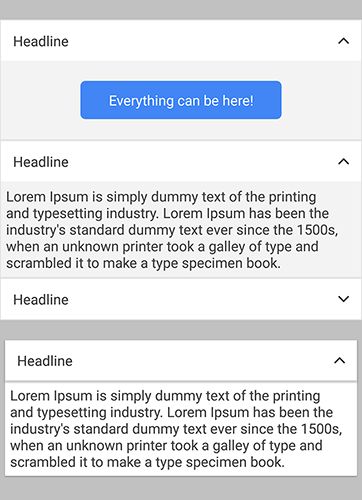 Headline
Everything can be here!
Headline
Lorem Ipsum is simply dummy text of the printing
and typesetting industry. Lorem Ipsum has been the
industry's standard dummy text ever since the 1500s,
when an unknown printer took a galley of type and
scrambled it to make a type specimen book.
Headline
Headline
Lorem Ipsum is simply dummy text of the printing
and typesetting industry. Lorem Ipsum has been the
industry's standard dummy text ever since the 1500s,
when an unknown printer took a galley of type and
scrambled it to make a type specimen book.